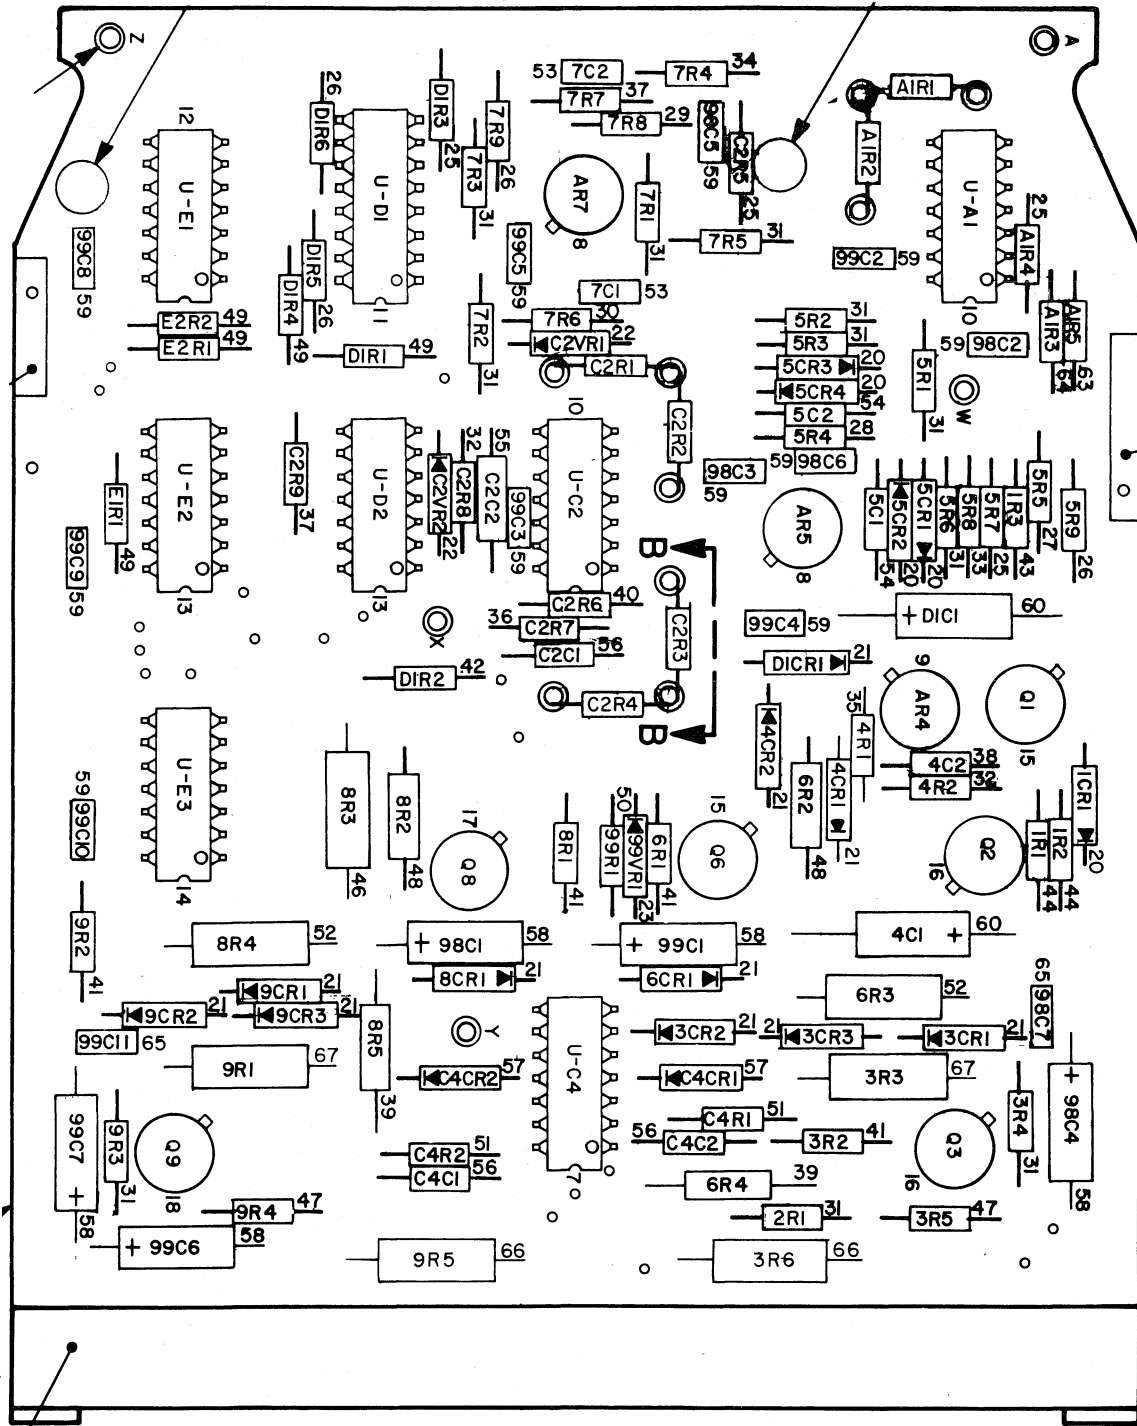 Z
A
12
U-E1
26
D1R6
U-D1
11
D1R3
25
7R9
26
7R3
31
53 7C2
7R4 34
7R7 37
7R8 29
AR7
8
7R1
31
98C5
59
C2R5
25
7R5 31
A1R1
A1R2
U-A1
10
25
A1R4
99C2 59
99C8
59
D1R5
26
D1R4
49
99C5
59
7C1 53
7R2
31
7R6 30
C2VR1 22
C2R1
E2R2 49
E2R1 49
D1R1 49
5R2 31
5R3 31
5CR3 20
5CR4 20
5C2 54
5R4 28
5R1
31
59 98C2
A1R3
64
A1R5
63
W
10
C2R2
U-E2
13
E1R1
49
99C9
59
C2R9
37
U-D2
13
C2VR2
22
32
C2R8
55
C2C2
99C3
59
U-C2
98C3
59
59 98C6
AR5
8
5C1
54
5CR2
20
5CR1
20
5R6
31
5R8
33
5R7
25
1R3
43
5R5
27
5R9
26
B
C2R6 40
36 C2R7
C2C1 56
C2R3
C2R4
B
X
D1R2 42
99C4 59
+ D1C1 60
D1CR1 21
9
AR4
Q1
15
U-E3
14
59
99C10
8R3
46
8R2
48
17
Q8
8R1
41
99R1
50
99VR1
23
6R1
41
15
Q6
4CR2
21
6R2
48
4CR1
21
35
4R1
4C2 38
4R2 32
1CR1
20
Q2
16
1R1
44
1R2
44
9R2
41
8R4 52
+ 98C1 58
+ 99C1 58
4C1 + 60
8CR1 21
6CR1 21
9CR1 21
9CR2 21
9CR3 21
99C11 65
9R1 67
8R5
39
Y
U-C4
7
6R3 52
65
98C7
3CR2 21
21 3CR3
3CR1 21
C4CR2 57
C4CR1 57
3R3 67
C4R1 51
56 C4C2
3R2 41
C4R2 51
C4C1 56
Q3
16
3R4
31
+ 98C4
58
99C7 +
58
9R3
31
Q9
18
6R4 39
9R4 47
2R1 31
3R5 47
+ 99C6 58
9R5 66
3R6 66